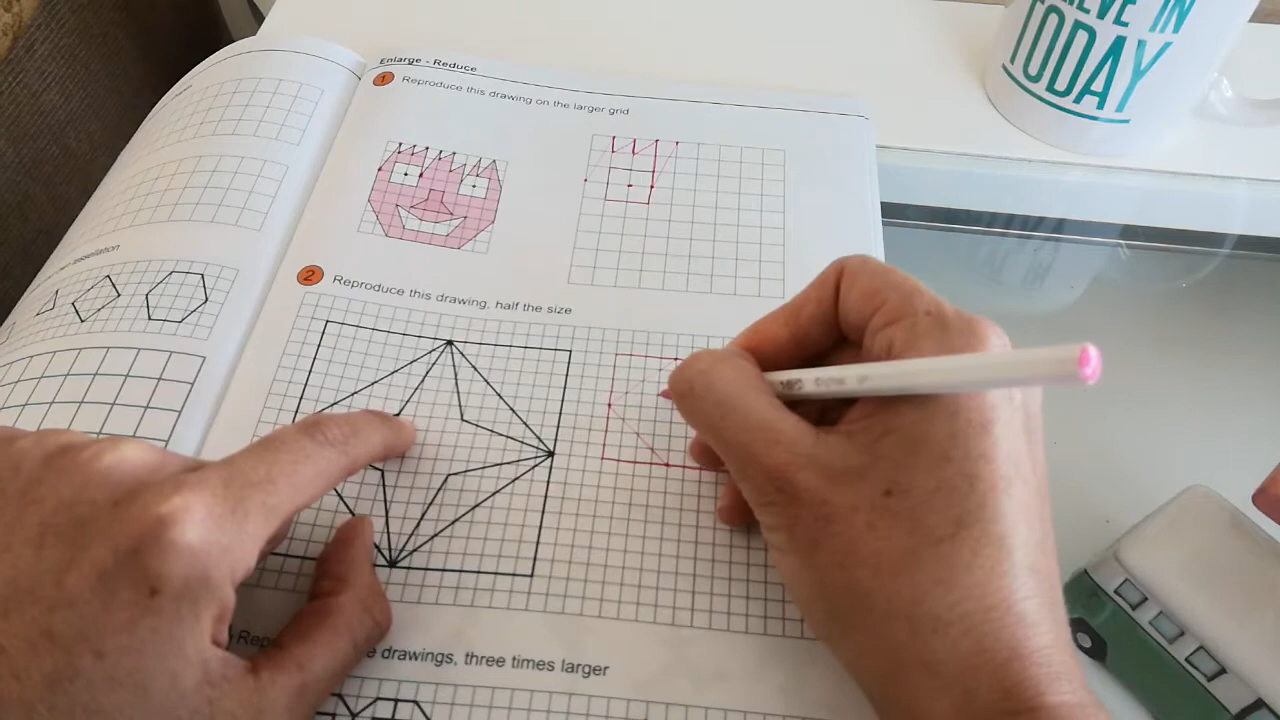 IN
TODAY
Enlarge - Reduce
1 Reproduce this drawing on the larger grid
2 Reproduce this drawing, half the size
drawings, three times larger